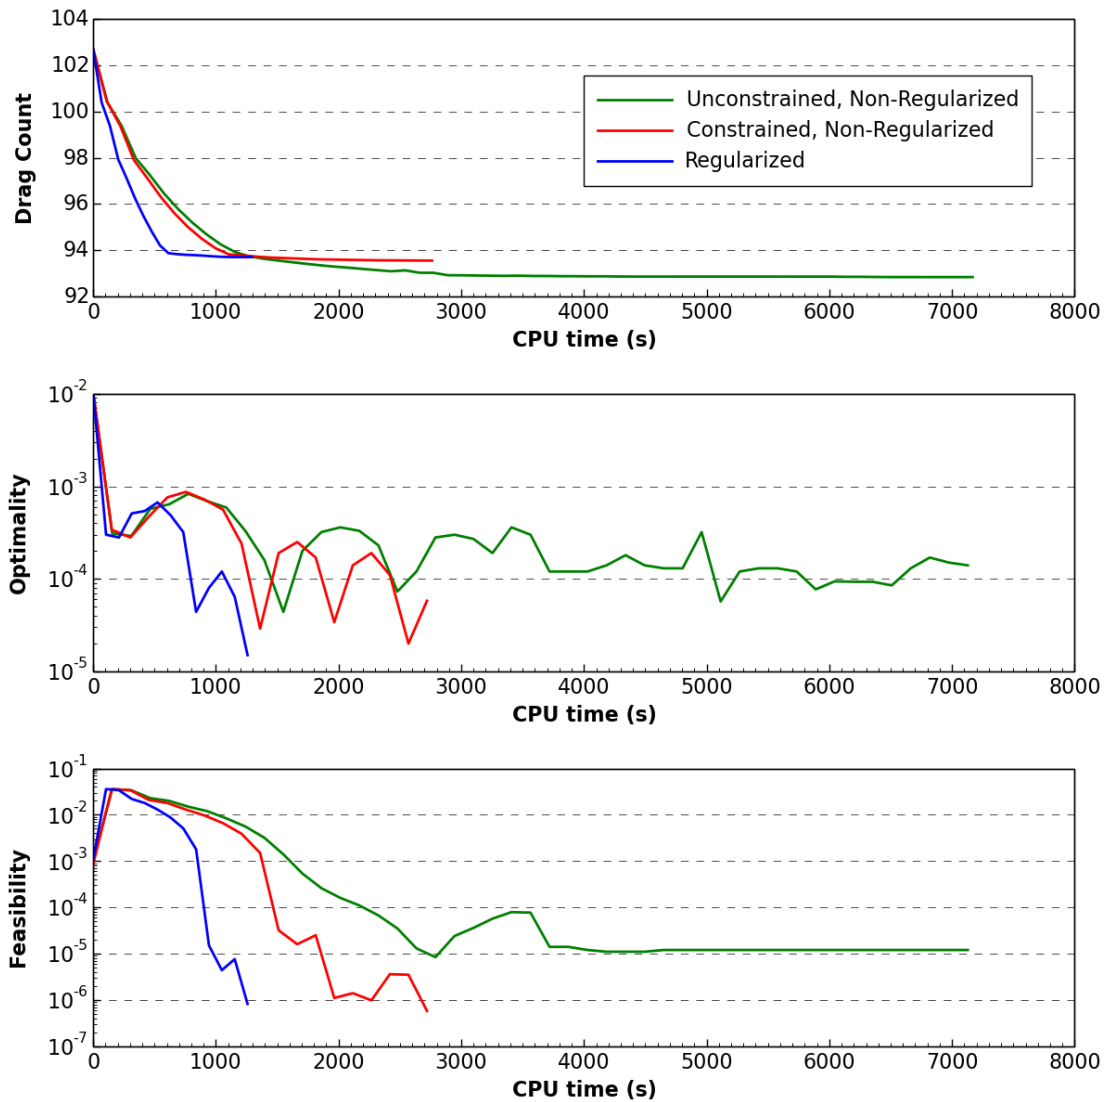 104
102
100
98
96
94
92
Drag Count
Unconstrained, Non-Regularized
Constrained, Non-Regularized
Regularized
0 1000 2000 3000 4000 5000 6000 7000 8000
CPU time (s)
10^-2
10^-3
10^-4
10^-5
Optimality
0 1000 2000 3000 4000 5000 6000 7000 8000
CPU time (s)
10^-1
10^-2
10^-3
10^-4
10^-5
10^-6
10^-7
Feasibility
0 1000 2000 3000 4000 5000 6000 7000 8000
CPU time (s)